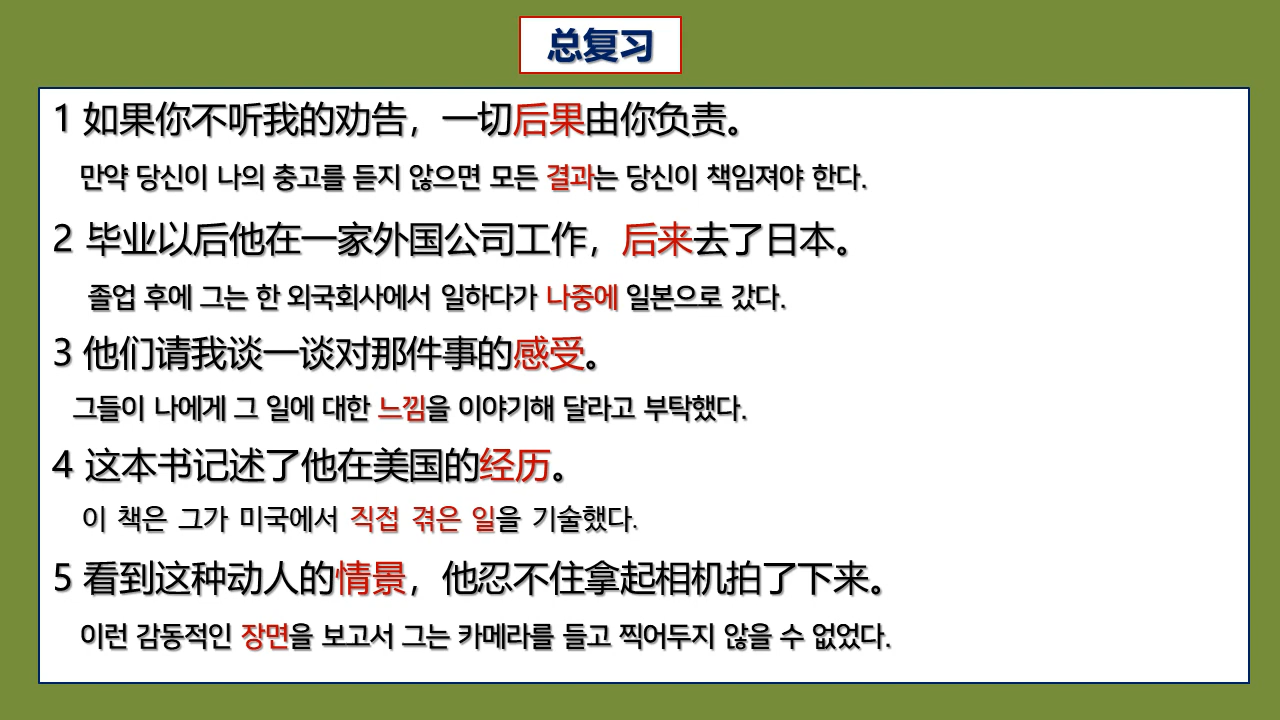 总复习
1 如果你不听我的劝告，一切后果由你负责。
만약 당신이 나의 충고를 듣지 않으면 모든 결과는 당신이 책임져야 한다.
2 毕业以后他在一家外国公司工作，后来去了日本。
졸업 후에 그는 한 외국회사에서 일하다가 나중에 일본으로 갔다.
3 他们请我谈一谈对那件事的感受。
그들이 나에게 그 일에 대한 느낌을 이야기해 달라고 부탁했다.
4 这本书记述了他在美国的经历。
이 책은 그가 미국에서 직접 겪은 일을 기술했다.
5 看到这种动人的情景，他忍不住拿起相机拍了下来。
이런 감동적인 장면을 보고서 그는 카메라를 들고 찍어두지 않을 수 없었다.